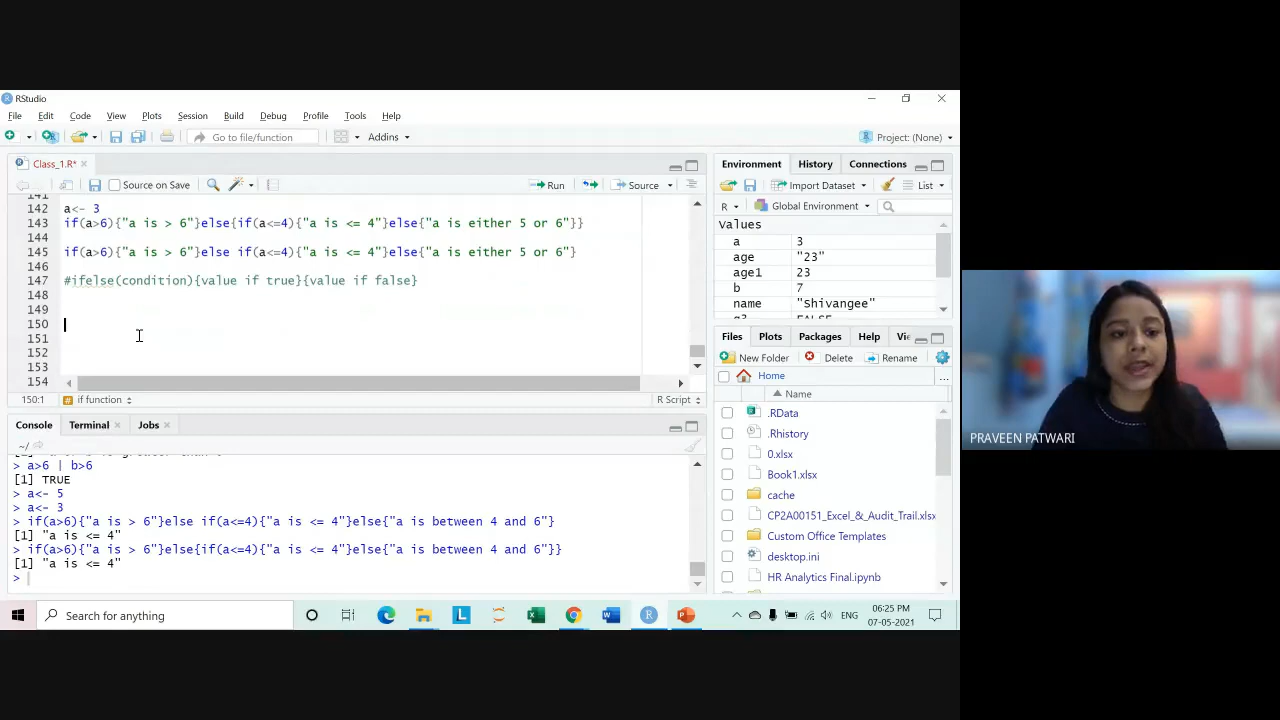 RStudio
File Edit Code View Plots Session Build Debug Profile Tools Help
Go to file/function
Addins
Project: (None)
Class_1.R*
Source on Save
Run
Source
142 a<- 3
143 if(a>6){"a is > 6"}else{if(a<=4){"a is <= 4"}else{"a is either 5 or 6"}}
144
145 if(a>6){"a is > 6"}else if(a<=4){"a is <= 4"}else{"a is either 5 or 6"}
146
147 #ifelse(condition){value if true}{value if false}
148
149
150
151
152
153
154
150:1
if function
R Script
Console Terminal Jobs
~/
> a>6 | b>6
[1] TRUE
> a<- 5
> a<- 3
> if(a>6){"a is > 6"}else if(a<=4){"a is <= 4"}else{"a is between 4 and 6"}
[1] "a is <= 4"
> if(a>6){"a is > 6"}else{if(a<=4){"a is <= 4"}else{"a is between 4 and 6"}}
[1] "a is <= 4"
>
Environment History Connections
Import Dataset
List
R
Global Environment
Values
a 3
age "23"
age1 23
b 7
name "Shivangee"
Files Plots Packages Help
New Folder Delete Rename
Home
...
Name
.RData
.Rhistory
0.xlsx
Book1.xlsx
cache
CP2A00151_Excel_&_Audit_Trail.xlsx
Custom Office Templates
desktop.ini
HR Analytics Final.ipynb
PRAVEEN PATWARI
Search for anything
ENG
06:25 PM
07-05-2021